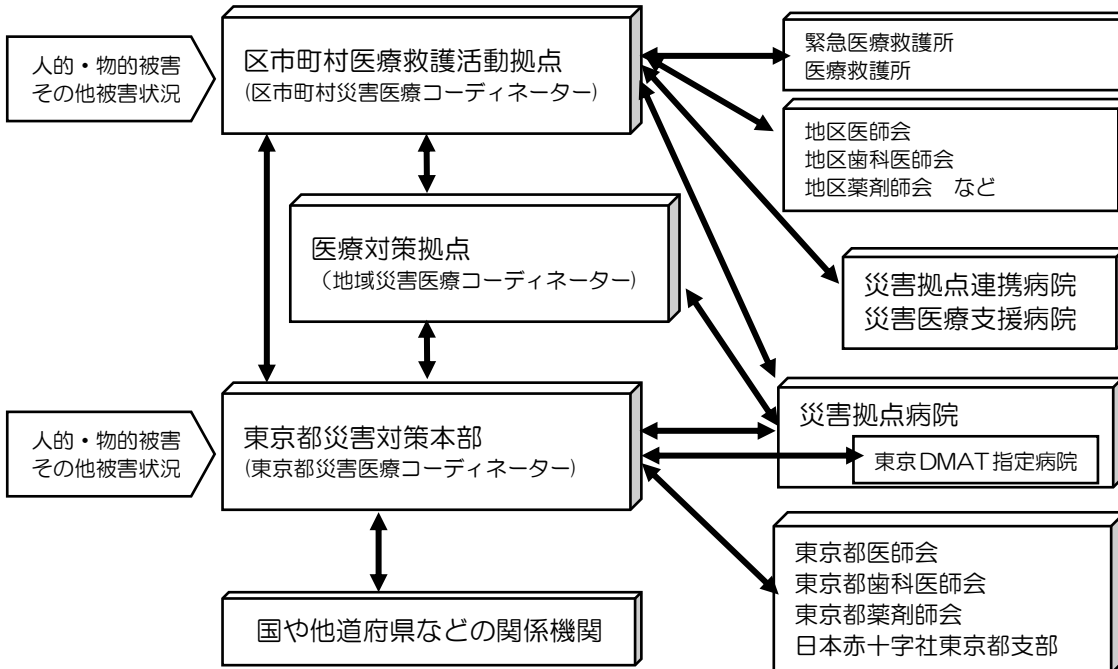 人的・物的被害
その他被害状況
区市町村医療救護活動拠点
(区市町村災害医療コーディネーター)
緊急医療救護所
医療救護所
地区医師会
地区歯科医師会
地区薬剤師会　など
医療対策拠点
（地域災害医療コーディネーター)
災害拠点連携病院
災害医療支援病院
人的・物的被害
その他被害状況
東京都災害対策本部
(東京都災害医療コーディネーター)
災害拠点病院
東京DMAT指定病院
東京都医師会
東京都歯科医師会
東京都薬剤師会
日本赤十字社東京都支部
国や他道府県などの関係機関